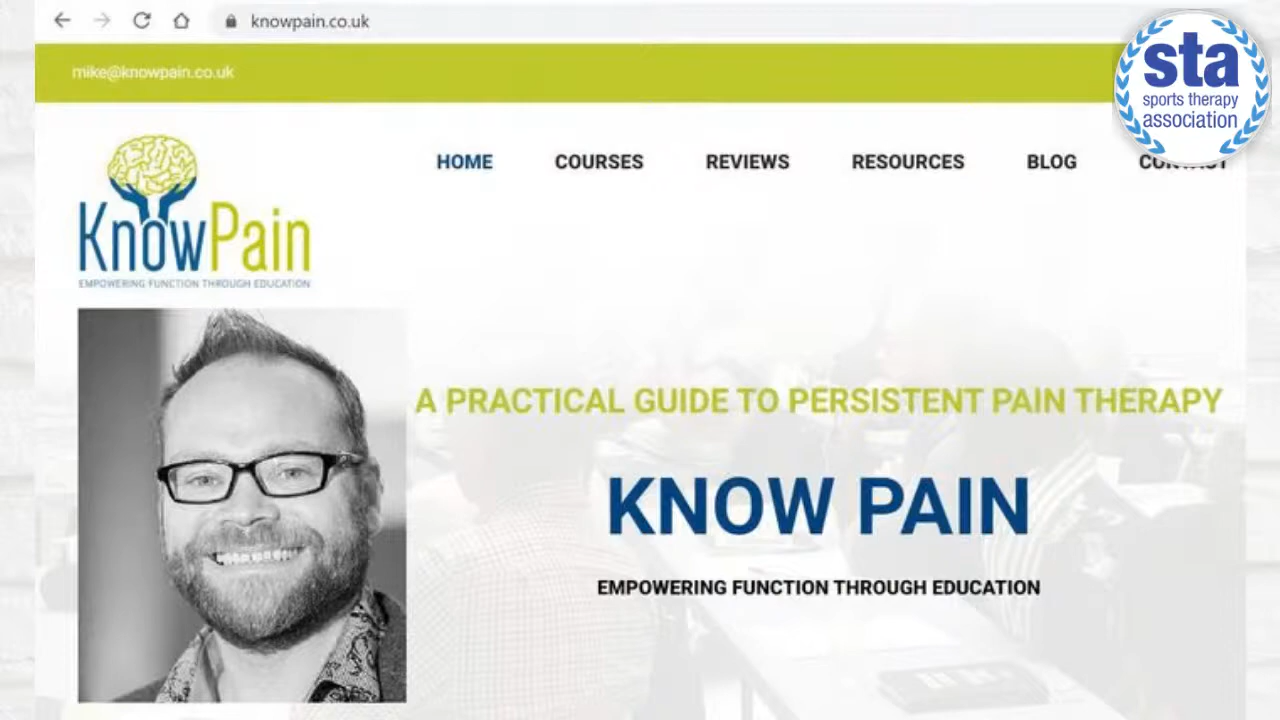 knowpain.co.uk
mike@knowpain.co.uk
sta
sports therapy
association
HOME COURSES REVIEWS RESOURCES BLOG CONTACT
KnowPain
EMPOWERING FUNCTION THROUGH EDUCATION
A PRACTICAL GUIDE TO PERSISTENT PAIN THERAPY
KNOW PAIN
EMPOWERING FUNCTION THROUGH EDUCATION